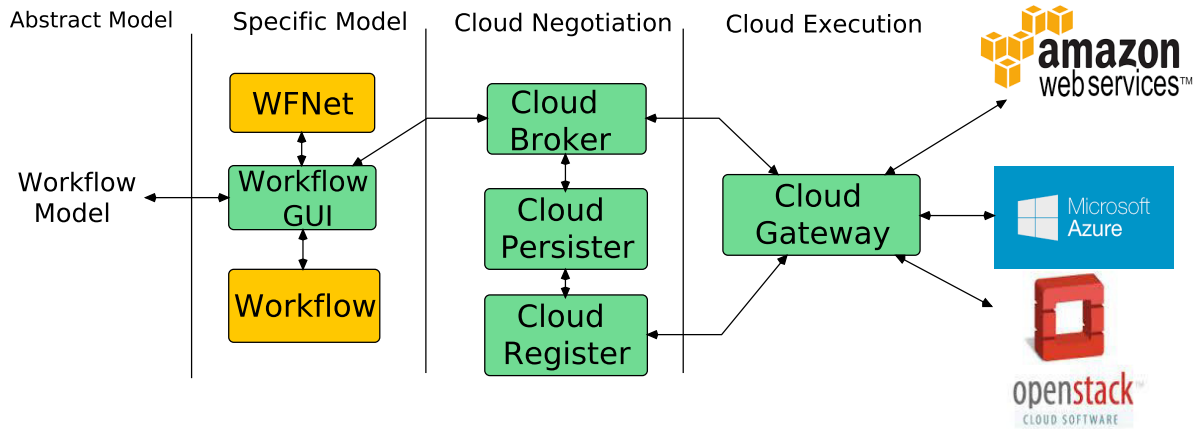 Abstract Model
Specific Model
Cloud Negotiation
Cloud Execution
Workflow
Model
WFNet
Workflow
GUI
Workflow
Cloud
Broker
Cloud
Persister
Cloud
Register
Cloud
Gateway
amazon
web services™
Microsoft
Azure
openstack™
CLOUD SOFTWARE